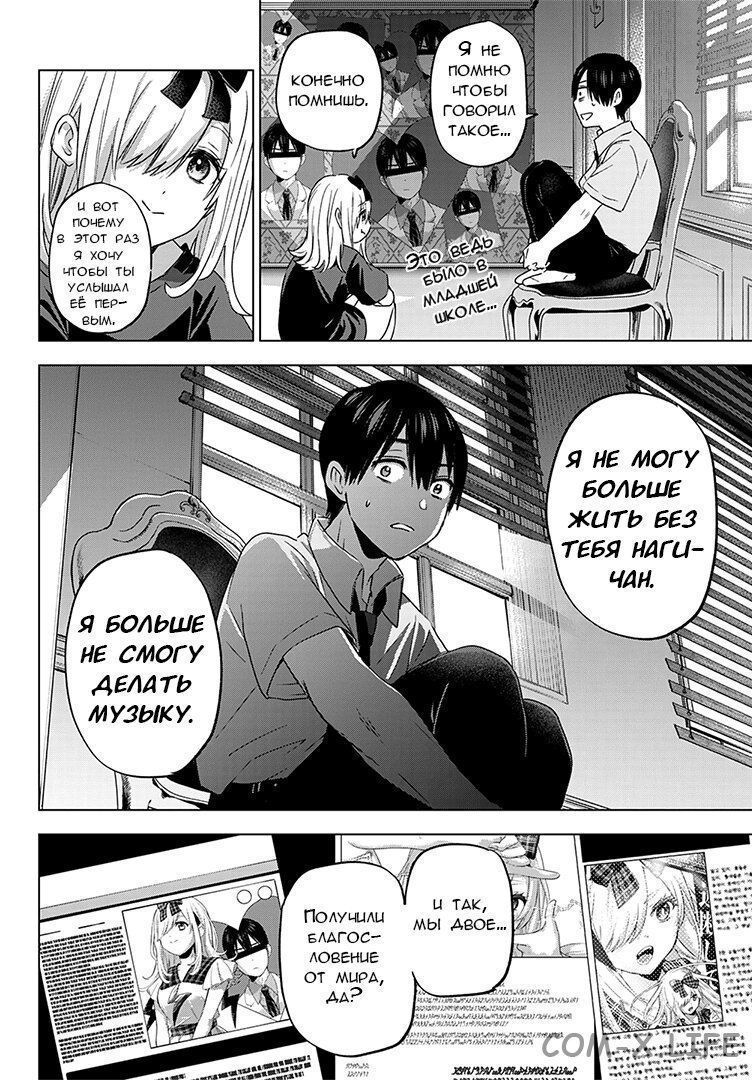 Я НЕ
ПОМНЮ
ЧТОБЫ
ГОВОРИЛ
ТАКОЕ...
КОНЕЧНО
ПОМНИШЬ.
ЭТО ВЕДЬ
БЫЛО В
МЛАДШЕЙ
ШКОЛЕ...
И ВОТ
ПОЧЕМУ
В ЭТОТ
РАЗ Я ХОЧУ
ЧТОБЫ ТЫ
УСЛЫШАЛ
ЕЁ ПЕР-
ВЫМ.
Я НЕ МОГУ
БОЛЬШЕ
ЖИТЬ БЕЗ
ТЕБЯ НАГИ-
ЧАН.
Я БОЛЬШЕ
НЕ СМОГУ
ДЕЛАТЬ
МУЗЫКУ.
И ТАК,
МЫ ДВОЕ...
ПОЛУЧИЛИ
БЛАГОС-
ЛОВЕНИЕ
ОТ МИРА,
ДА?
COM-X.LIFE